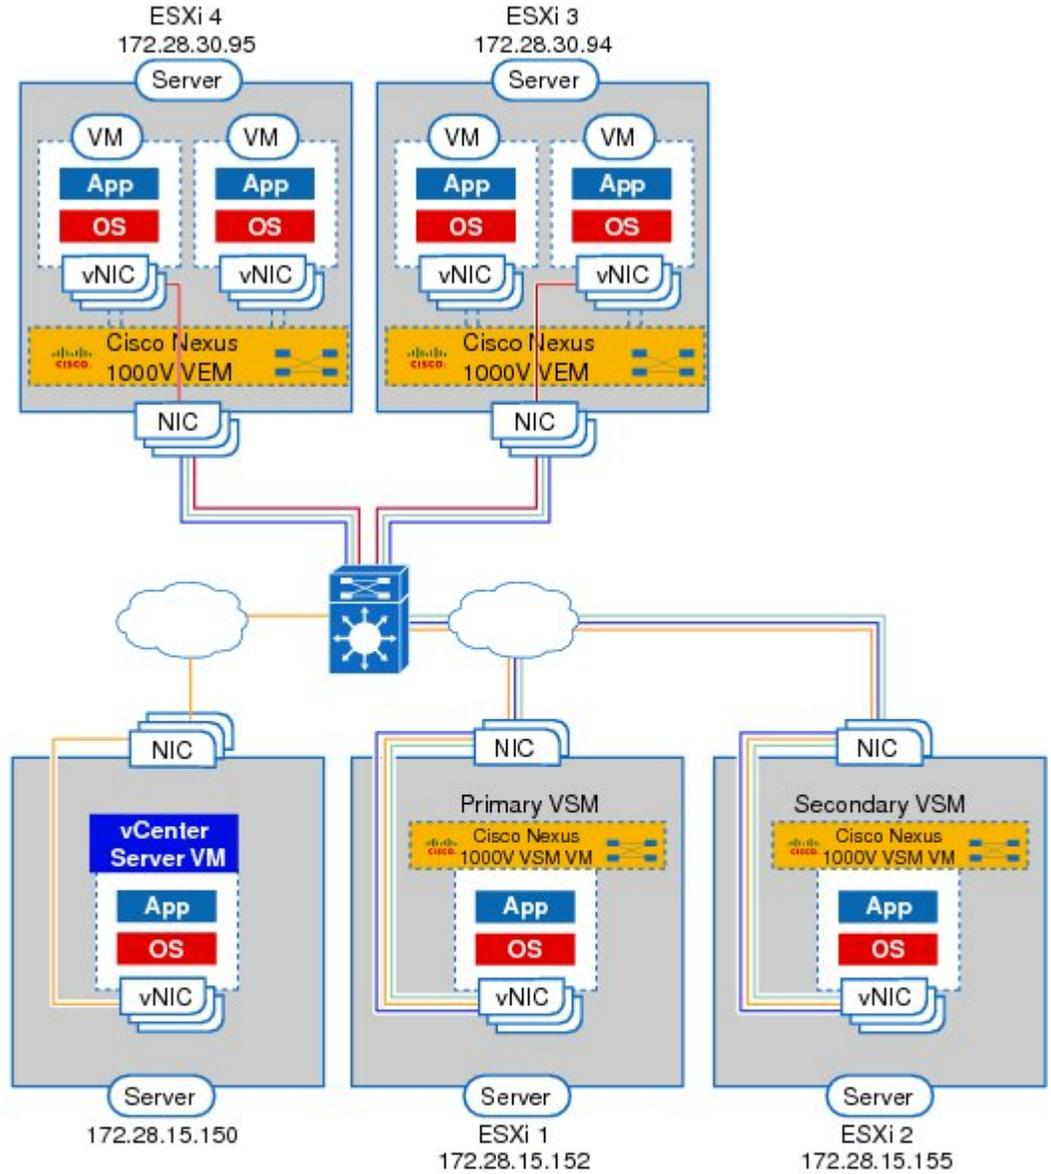 ESXi 4
172.28.30.95
Server
VM
VM
App
App
OS
OS
vNIC
vNIC
CISCO.
Cisco Nexus
1000V VEM
NIC
ESXi 3
172.28.30.94
Server
VM
VM
App
App
OS
OS
vNIC
vNIC
CISCO.
Cisco Nexus
1000V VEM
NIC
NIC
vCenter
Server VM
App
OS
vNIC
Server
172.28.15.150
NIC
Primary VSM
CISCO.
Cisco Nexus
1000V VSM VM
App
OS
vNIC
Server
ESXi 1
172.28.15.152
NIC
Secondary VSM
CISCO.
Cisco Nexus
1000V VSM VM
App
OS
vNIC
Server
ESXi 2
172.28.15.155